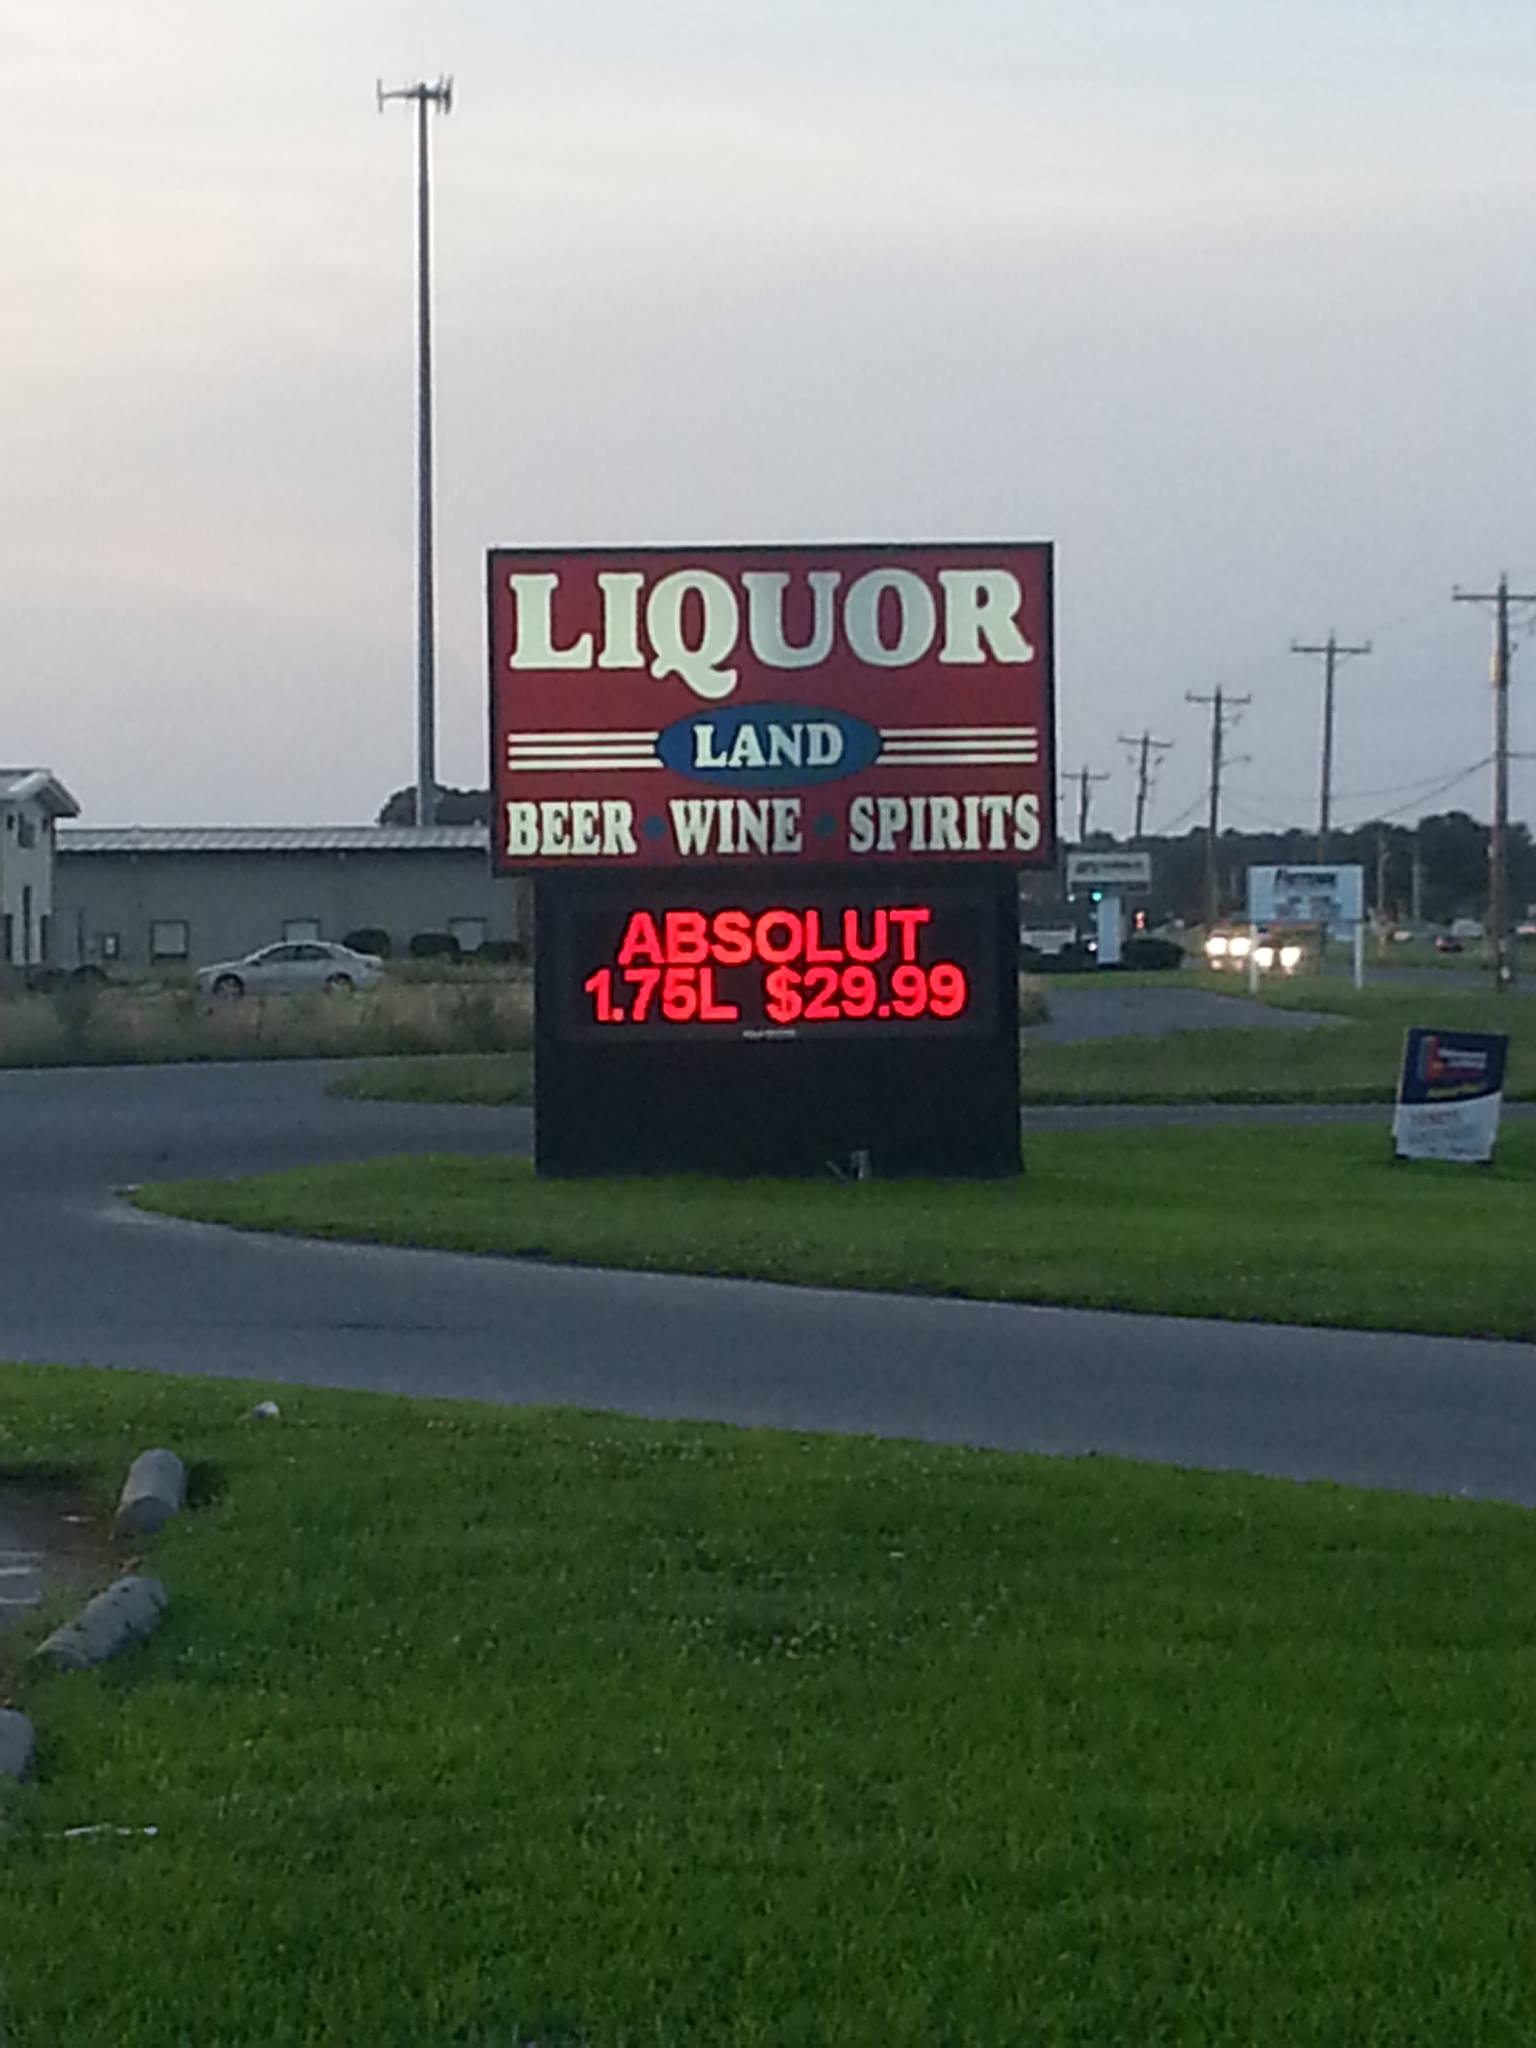 LIQUOR
LAND
BEER • WINE • SPIRITS
ABSOLUT
1.75L $29.99